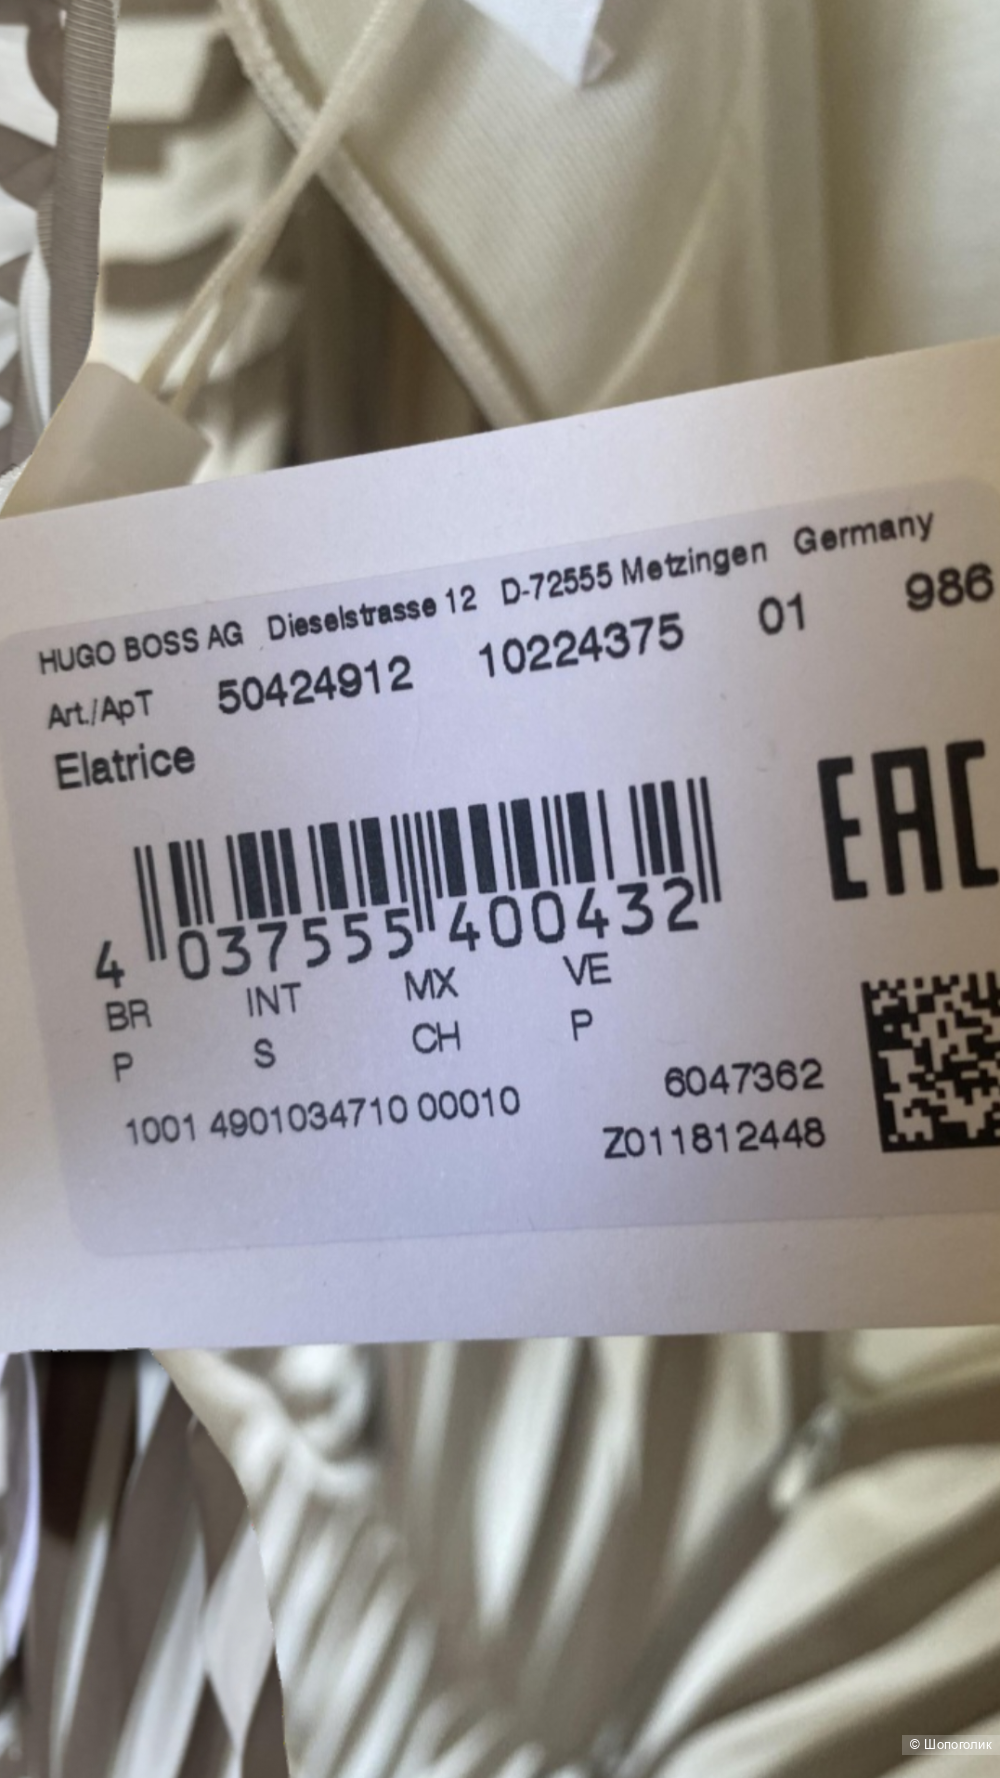 HUGO BOSS AG Dieselstrasse 12 D-72555 Metzingen Germany
Art./АрТ 50424912 10224375 01 986
Elatrice
EAC
4 037555 400432
BR INT MX VE
P S CH P
1001 4901034710 00010 6047362
Z011812448
© Шопоголик